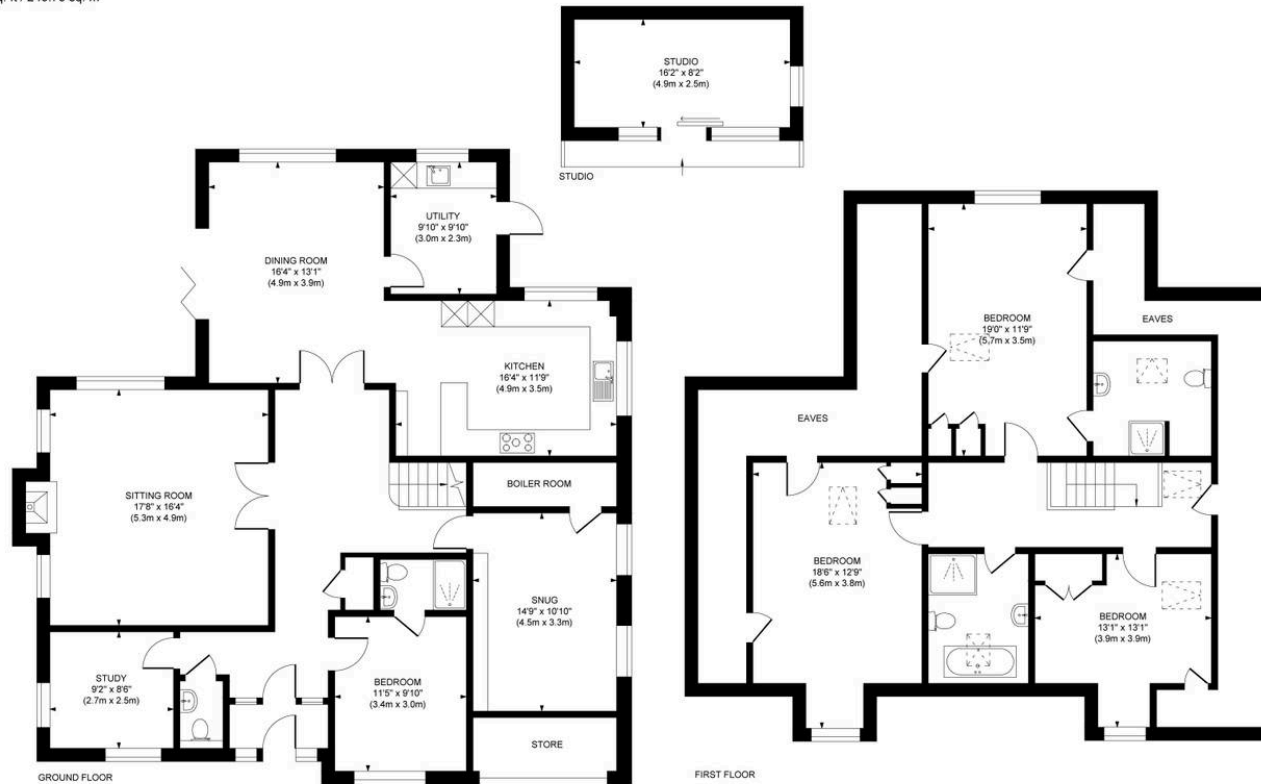 STUDIO
16'2" x 8'2"
(4.9m x 2.5m)
STUDIO
UTILITY
9'10" x 9'10"
(3.0m x 2.3m)
DINING ROOM
16'4" x 13'1"
(4.9m x 3.9m)
KITCHEN
16'4" x 11'9"
(4.9m x 3.5m)
SITTING ROOM
17'8" x 16'4"
(5.3m x 4.9m)
BOILER ROOM
SNUG
14'9" x 10'10"
(4.5m x 3.3m)
STUDY
9'2" x 8'6"
(2.7m x 2.5m)
BEDROOM
11'5" x 9'10"
(3.4m x 3.0m)
STORE
GROUND FLOOR
BEDROOM
19'0" x 11'9"
(5.7m x 3.5m)
EAVES
EAVES
BEDROOM
18'6" x 12'9"
(5.6m x 3.8m)
BEDROOM
13'1" x 13'1"
(3.9m x 3.9m)
FIRST FLOOR